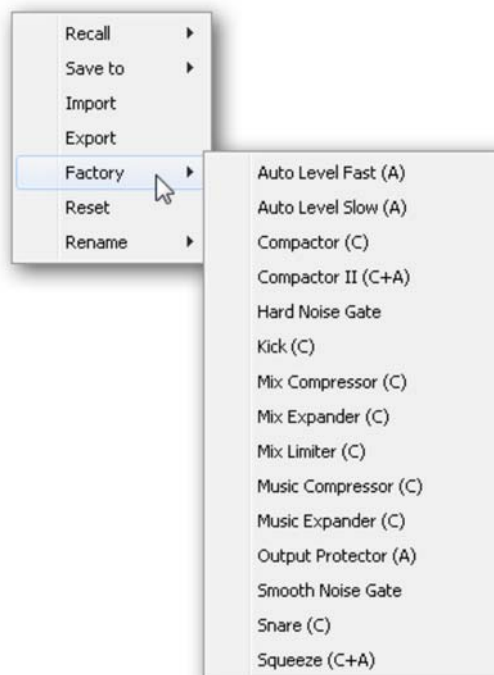 Recall
Save to
Import
Export
Factory
Reset
Rename
Auto Level Fast (A)
Auto Level Slow (A)
Compactor (C)
Compactor II (C+A)
Hard Noise Gate
Kick (C)
Mix Compressor (C)
Mix Expander (C)
Mix Limiter (C)
Music Compressor (C)
Music Expander (C)
Output Protector (A)
Smooth Noise Gate
Snare (C)
Squeeze (C+A)